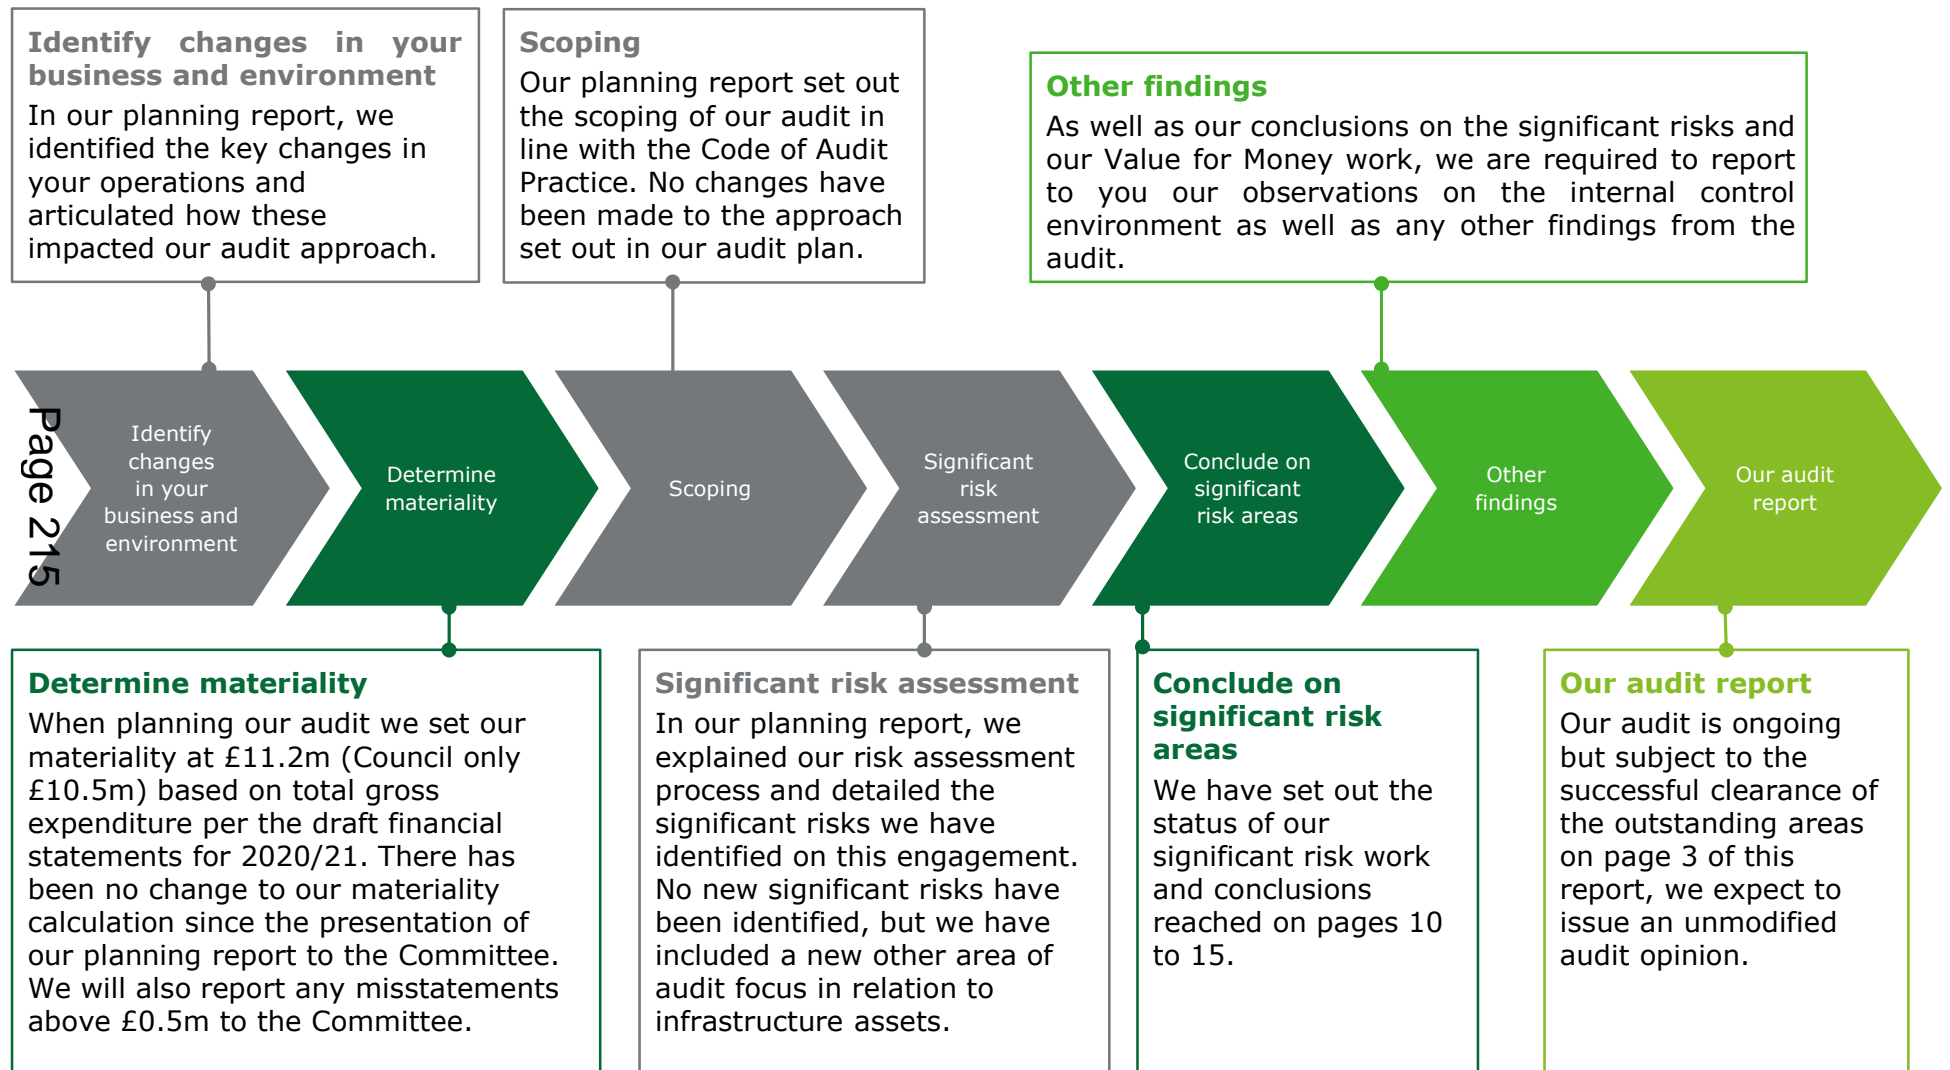 Identify changes in your
business and environment
In our planning report, we
identified the key changes in
your operations and
articulated how these
impacted our audit approach.
Scoping
Our planning report set out
the scoping of our audit in
line with the Code of Audit
Practice. No changes have
been made to the approach
set out in our audit plan.
Other findings
As well as our conclusions on the significant risks and
our Value for Money work, we are required to report
to you our observations on the internal control
environment as well as any other findings from the
audit.
Page 215
Identify
changes
in your
business and
environment
Determine
materiality
Scoping
Significant
risk
assessment
Conclude on
significant
risk areas
Other
findings
Our audit
report
Determine materiality
When planning our audit we set our
materiality at £11.2m (Council only
£10.5m) based on total gross
expenditure per the draft financial
statements for 2020/21. There has
been no change to our materiality
calculation since the presentation of
our planning report to the Committee.
We will also report any misstatements
above £0.5m to the Committee.
Significant risk assessment
In our planning report, we
explained our risk assessment
process and detailed the
significant risks we have
identified on this engagement.
No new significant risks have
been identified, but we have
included a new other area of
audit focus in relation to
infrastructure assets.
Conclude on
significant risk
areas
We have set out the
status of our
significant risk work
and conclusions
reached on pages 10
to 15.
Our audit report
Our audit is ongoing
but subject to the
successful clearance of
the outstanding areas
on page 3 of this
report, we expect to
issue an unmodified
audit opinion.